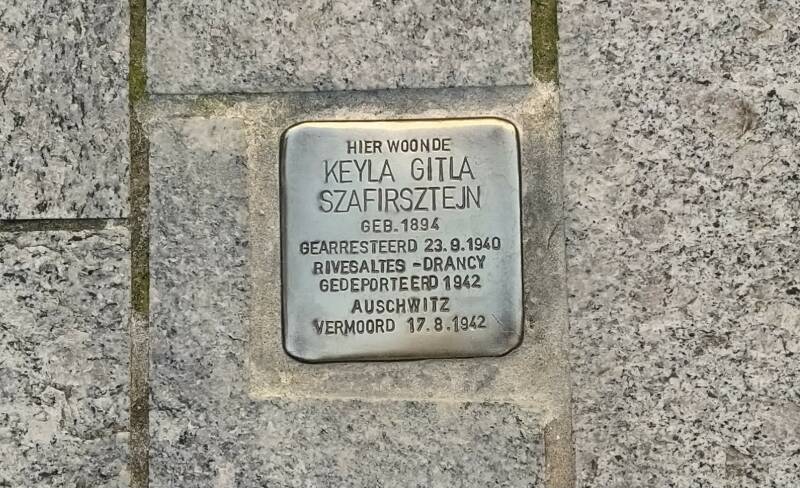 HIER WOONDE
KEYLA GITLA
SZAFIRSZTEJN
GEB. 1894
GEARRESTEERD 23.9.1940
RIVESALTES - DRANCY
GEDEPORTEERD 1942
AUSCHWITZ
VERMOORD 17.8.1942